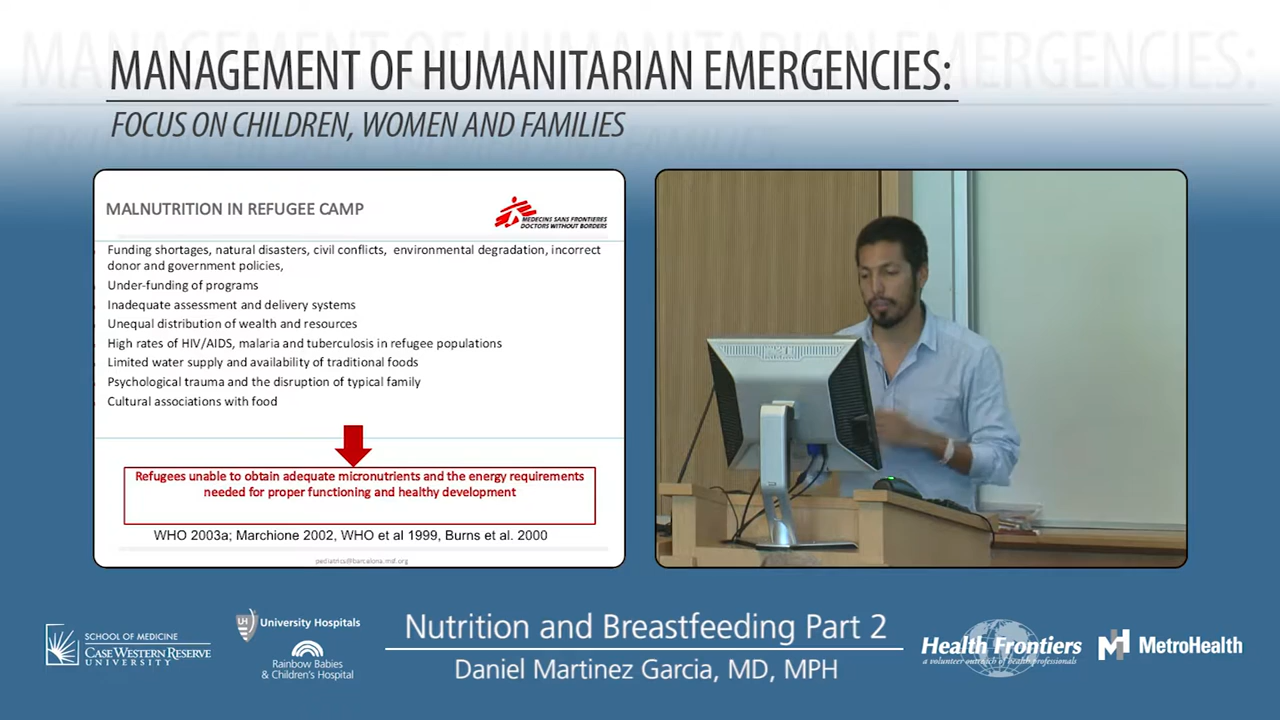 MANAGEMENT OF HUMANITARIAN EMERGENCIES:
FOCUS ON CHILDREN, WOMEN AND FAMILIES
MALNUTRITION IN REFUGEE CAMP
MEDECINS SANS FRONTIERES
DOCTORS WITHOUT BORDERS
Funding shortages, natural disasters, civil conflicts, environmental degradation, incorrect
donor and government policies,
Under-funding of programs
Inadequate assessment and delivery systems
Unequal distribution of wealth and resources
High rates of HIV/AIDS, malaria and tuberculosis in refugee populations
Limited water supply and availability of traditional foods
Psychological trauma and the disruption of typical family
Cultural associations with food
Refugees unable to obtain adequate micronutrients and the energy requirements
needed for proper functioning and healthy development
WHO 2003a; Marchione 2002, WHO et al 1999, Burns et al. 2000
pediatrics@barcelona.msf.org
SCHOOL OF MEDICINE
CASE WESTERN RESERVE
UNIVERSITY
UH University Hospitals
Rainbow Babies
& Children's Hospital
Nutrition and Breastfeeding Part 2
Daniel Martinez Garcia, MD, MPH
Health Frontiers
a volunteer outreach of health professionals
MetroHealth